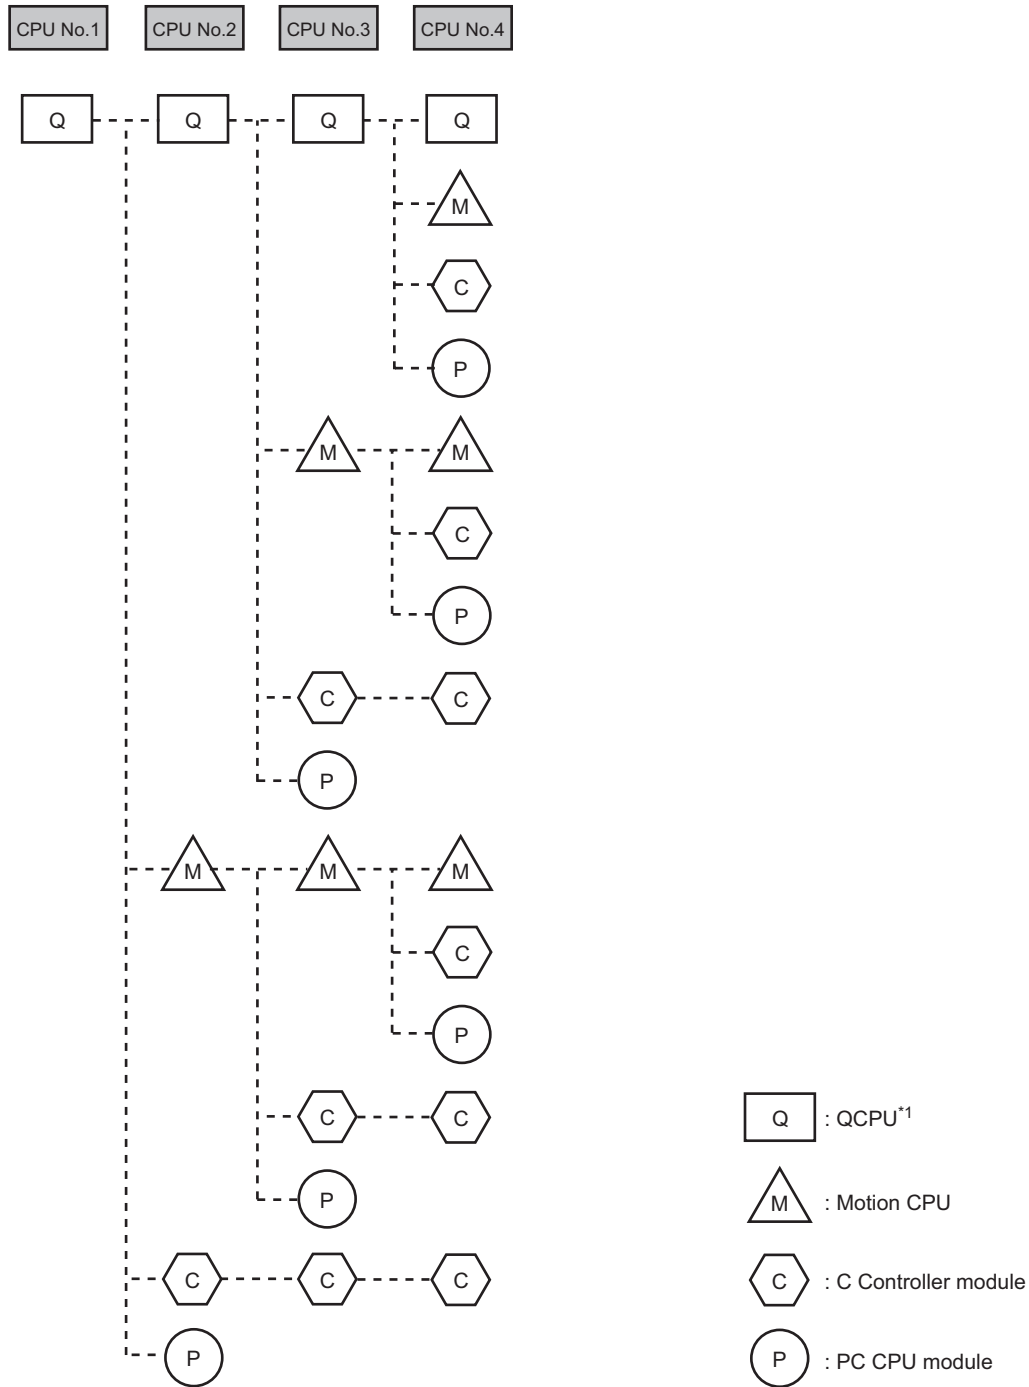 CPU No.1 CPU No.2 CPU No.3 CPU No.4
Q Q Q Q
M
C
P
M M
C
P
C C
P
M M M
C
P
C C
P
C C C
P
Q : QCPU*1
M : Motion CPU
C : C Controller module
P : PC CPU module